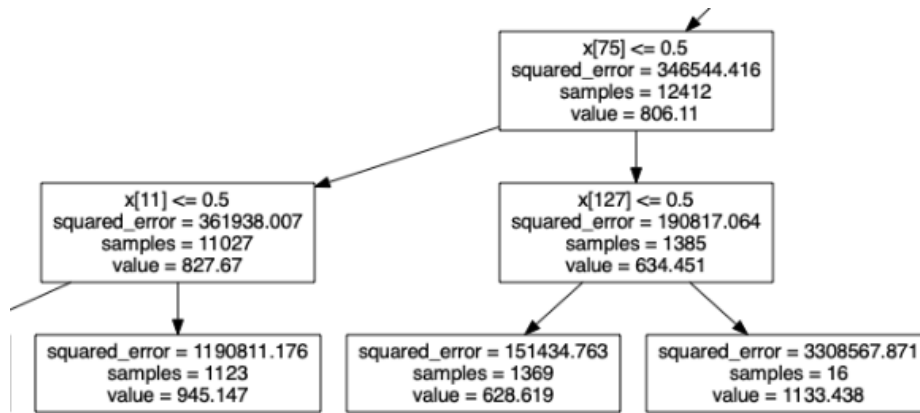 x[75] <= 0.5
squared_error = 346544.416
samples = 12412
value = 806.11
x[11] <= 0.5
squared_error = 361938.007
samples = 11027
value = 827.67
x[127] <= 0.5
squared_error = 190817.064
samples = 1385
value = 634.451
squared_error = 1190811.176
samples = 1123
value = 945.147
squared_error = 151434.763
samples = 1369
value = 628.619
squared_error = 3308567.871
samples = 16
value = 1133.438